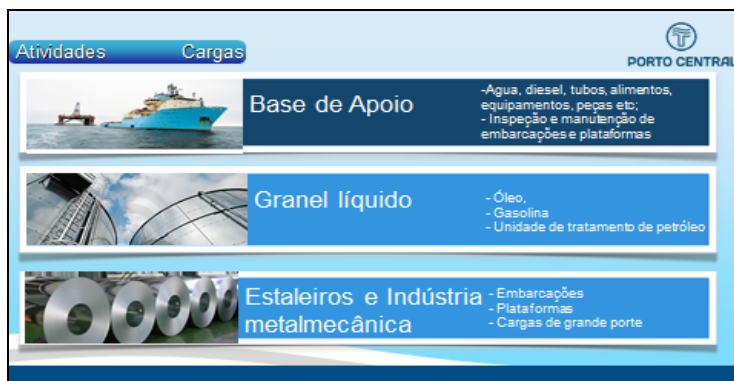 Atividades Cargas
PORTO CENTRAL
Base de Apoio
-Agua, diesel, tubos, alimentos,
equipamentos, peças etc;
- Inspeção e manutenção de
embarcações e plataformas
Granel líquido
- Óleo,
- Gasolina
- Unidade de tratamento de petróleo
Estaleiros e Indústria
metalmecânica
- Embarcações
- Plataformas
- Cargas de grande porte